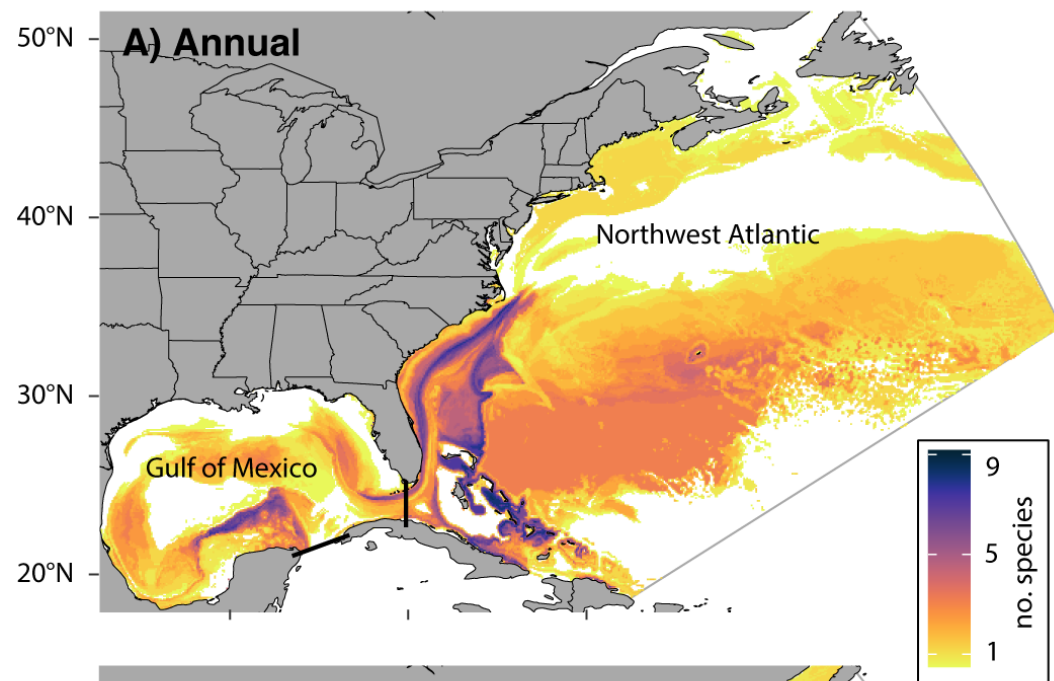 A) Annual
50°N
40°N
30°N
20°N
Northwest Atlantic
Gulf of Mexico
9
5
1
no. species